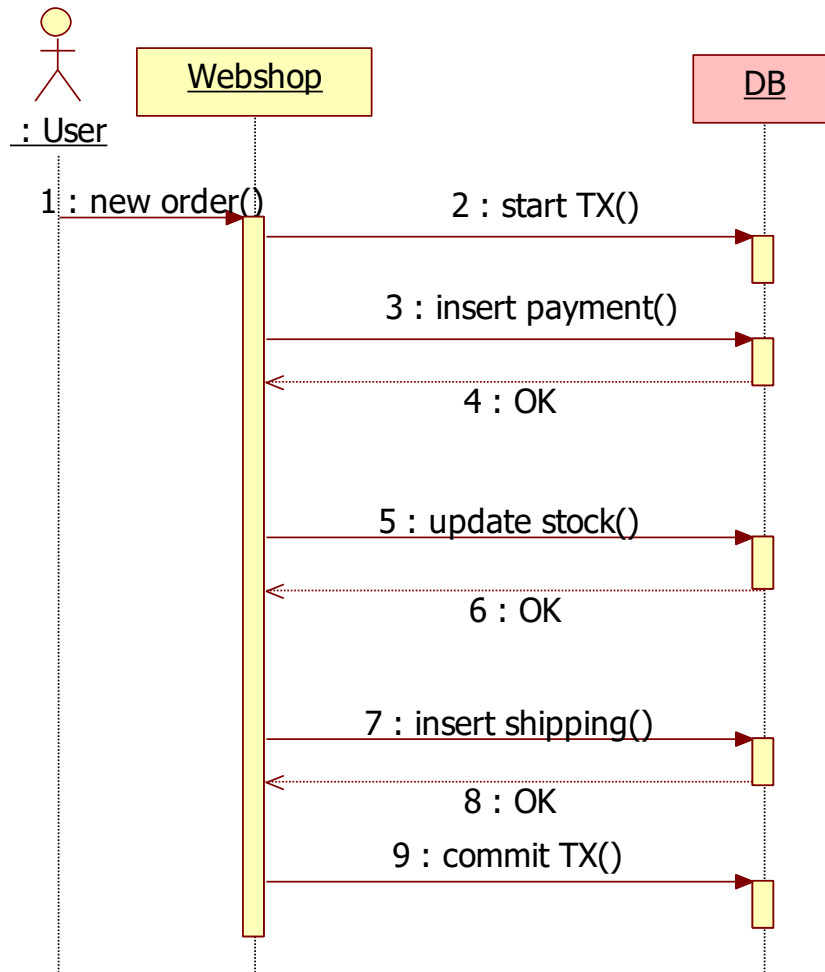 Webshop
DB
: User
1 : new order()
2 : start TX()
3 : insert payment()
4 : OK
5 : update stock()
6 : OK
7 : insert shipping()
8 : OK
9 : commit TX()